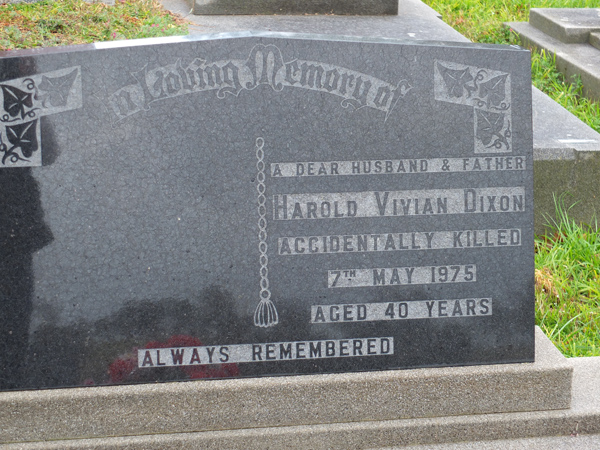 In Loving Memory of
A DEAR HUSBAND & FATHER
HAROLD VIVIAN DIXON
ACCIDENTALLY KILLED
7TH MAY 1975
AGED 40 YEARS
ALWAYS REMEMBERED